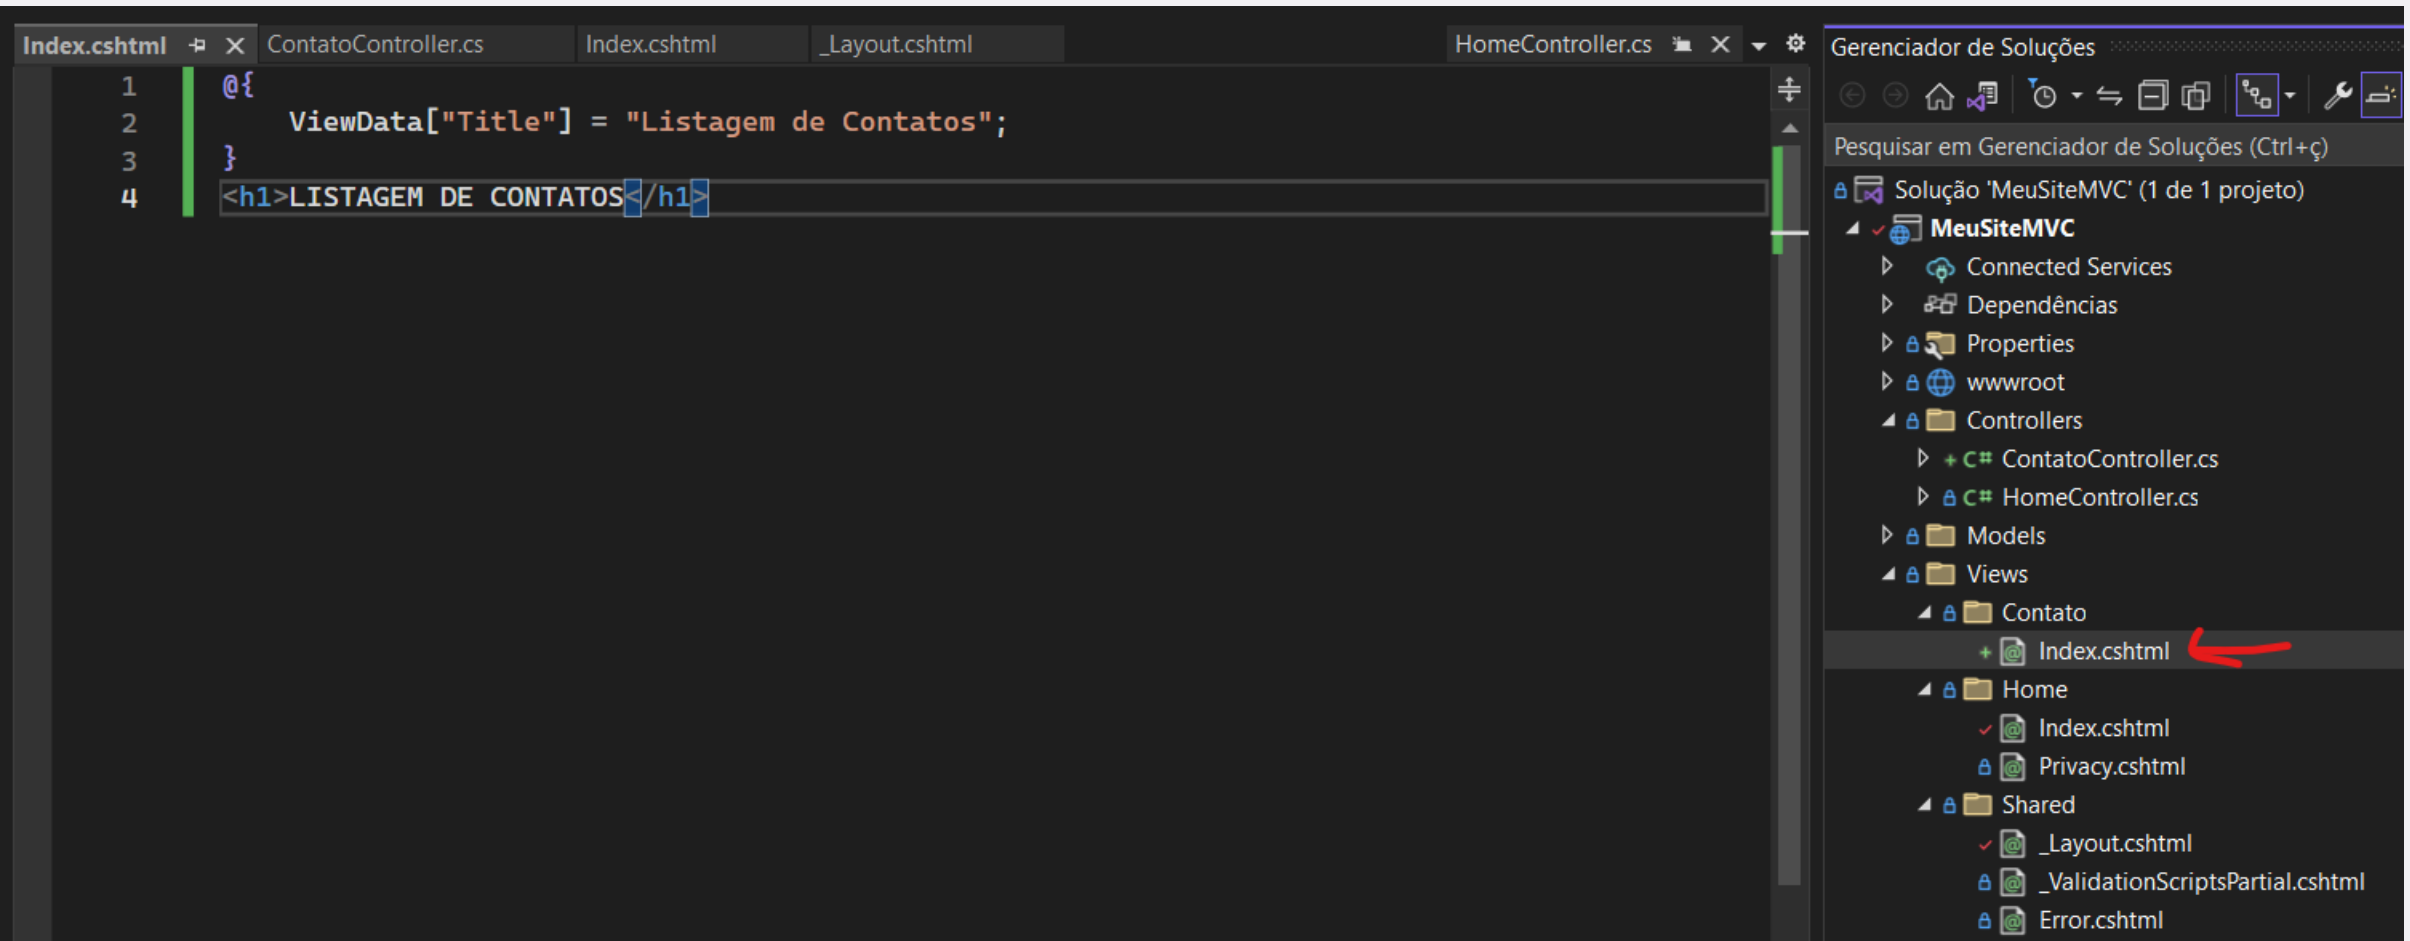 Index.cshtml ContatoController.cs Index.cshtml _Layout.cshtml HomeController.cs
1 @{
2 ViewData["Title"] = "Listagem de Contatos";
3 }
4 <h1>LISTAGEM DE CONTATOS</h1>
Gerenciador de Soluções
Pesquisar em Gerenciador de Soluções (Ctrl+ç)
Solução 'MeuSiteMVC' (1 de 1 projeto)
MeuSiteMVC
Connected Services
Dependências
Properties
wwwroot
Controllers
C# ContatoController.cs
C# HomeController.cs
Models
Views
Contato
Index.cshtml
Home
Index.cshtml
Privacy.cshtml
Shared
_Layout.cshtml
_ValidationScriptsPartial.cshtml
Error.cshtml